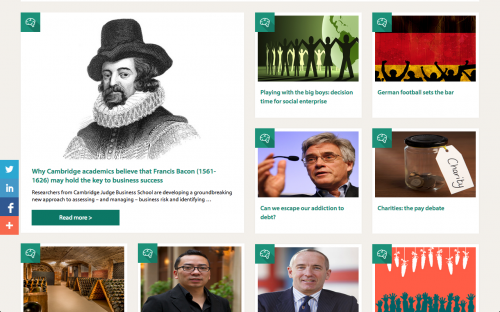 Why Cambridge academics believe that Francis Bacon (1561-
1626) may hold the key to business success
Researchers from Cambridge Judge Business School are developing a groundbreaking
new approach to assessing – and managing – business risk and identifying ...
Read more >
Playing with the big boys: decision
time for social enterprise
German football sets the bar
Can we escape our addiction to
debt?
Charity
Charities: the pay debate